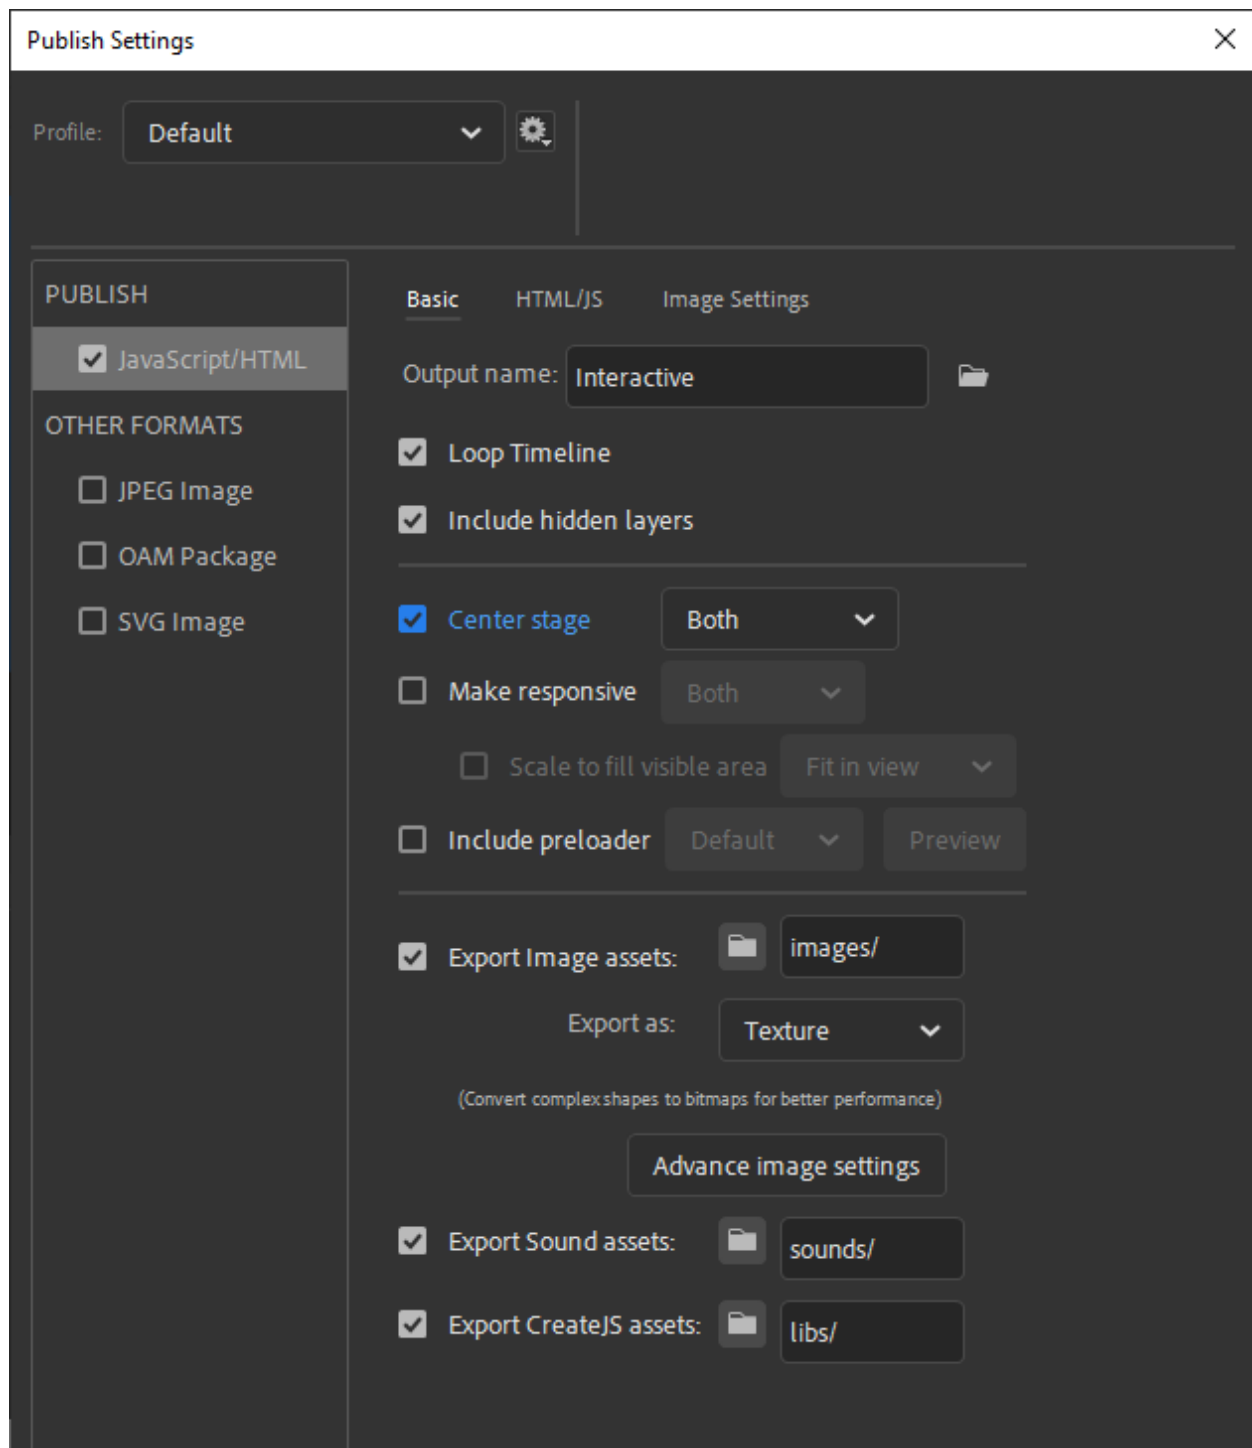 Publish Settings
Profile: Default
PUBLISH
JavaScript/HTML
OTHER FORMATS
JPEG Image
OAM Package
SVG Image
Basic HTML/JS Image Settings
Output name: Interactive
Loop Timeline
Include hidden layers
Center stage Both
Make responsive Both
Scale to fill visible area Fit in view
Include preloader Default Preview
Export Image assets: images/
Export as: Texture
(Convert complex shapes to bitmaps for better performance)
Advance image settings
Export Sound assets: sounds/
Export CreateJS assets: libs/